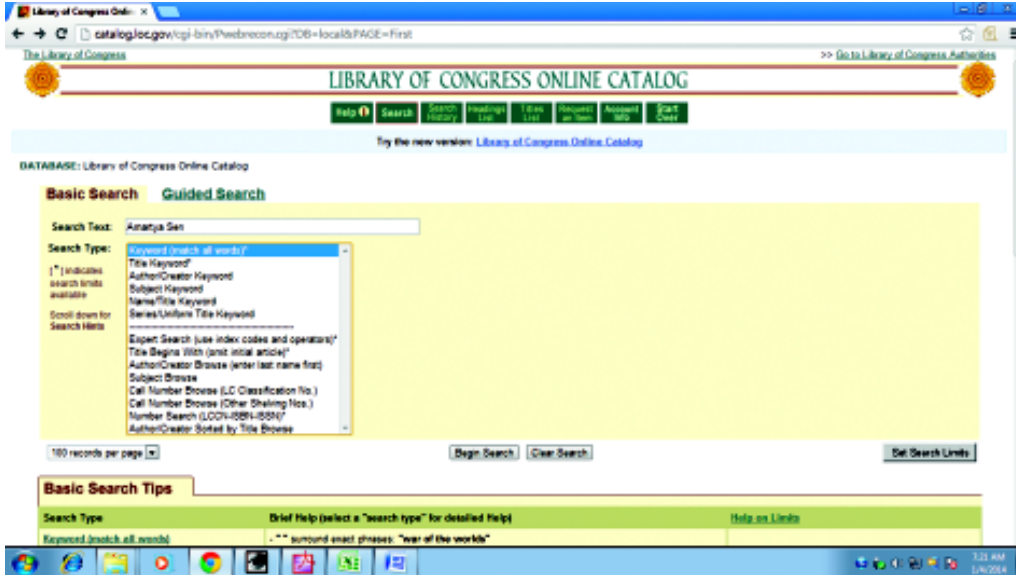 Library of Congress Onlin
catalog.loc.gov/cgi-bin/Pwebrecon.cgi?DB=local&PAGE=First
The Library of Congress
>> Go to Library of Congress Authorities
LIBRARY OF CONGRESS ONLINE CATALOG
Help Search Search History Headings List Titles List Request an Item Account Info Start Over
Try the new version: Library of Congress Online Catalog
DATABASE: Library of Congress Online Catalog
Basic Search Guided Search
Search Text: Amartya Sen
Search Type:
[*] indicates
search limits
available
Scroll down for
Search Hints
Keyword (match all words)*
Title Keyword*
Author/Creator Keyword
Subject Keyword
Name/Title Keyword
Series/Uniform Title Keyword
----------------------------------------
Expert Search (use index codes and operators)*
Title Begins With (omit initial article)*
Author/Creator Browse (enter last name first)
Subject Browse
Call Number Browse (LC Classification No.)
Call Number Browse (Other Shelving Nos.)
Number Search (LCCN-ISBN-ISSN)*
Author/Creator Sorted by Title Browse
100 records per page Begin Search Clear Search Set Search Limits
Basic Search Tips
Search Type Brief Help (select a "search type" for detailed Help) Help on Limits
Keyword (match all words) - " " surround exact phrases: "war of the worlds"
7:21 AM
1/4/2014